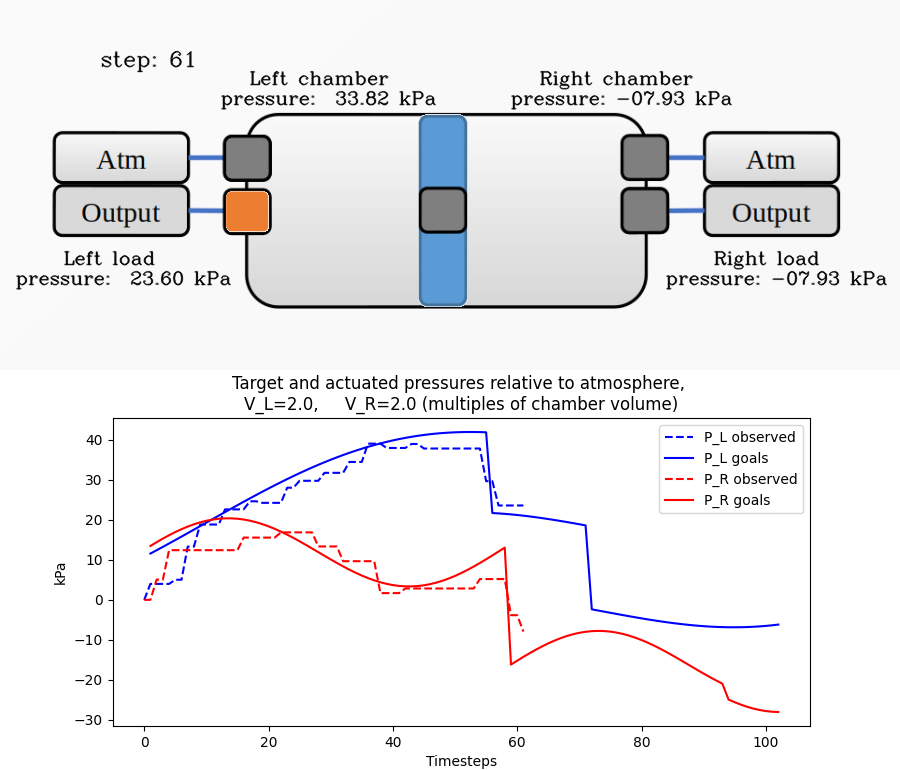 step: 61
Left chamber
pressure: 33.82 kPa
Right chamber
pressure: −07.93 kPa
Atm
Output
Atm
Output
Left load
pressure: 23.60 kPa
Right load
pressure: −07.93 kPa
Target and actuated pressures relative to atmosphere,
V_L=2.0, V_R=2.0 (multiples of chamber volume)
P_L observed
P_L goals
P_R observed
P_R goals
kPa
40
30
20
10
0
−10
−20
−30
0 20 40 60 80 100
Timesteps